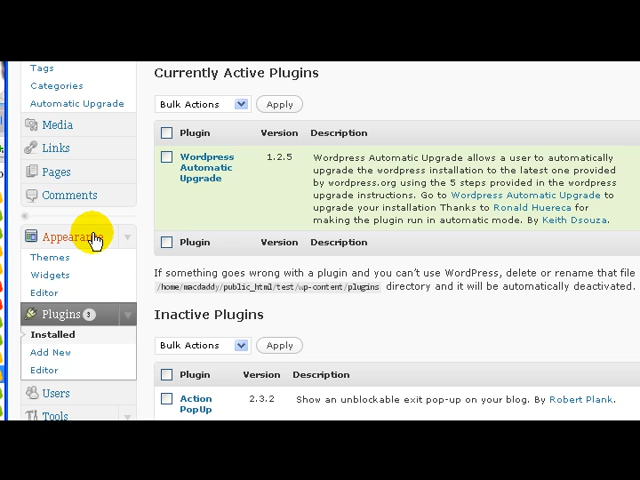 Tags
Categories
Automatic Upgrade
Media
Links
Pages
Comments
Appearance
Themes
Widgets
Editor
Plugins 3
Installed
Add New
Editor
Users
Tools
Currently Active Plugins
Bulk Actions Apply
Plugin Version Description
Wordpress Automatic Upgrade 1.2.5 Wordpress Automatic Upgrade allows a user to automatically
upgrade the wordpress installation to the latest one provided
by wordpress.org using the 5 steps provided in the wordpress
upgrade instructions. Go to Wordpress Automatic Upgrade to
upgrade your installation Thanks to Ronald Huereca for
making the plugin run in automatic mode. By Keith Dsouza.
Plugin Version Description
If something goes wrong with a plugin and you can't use WordPress, delete or rename that file
/home/macdaddy/public_html/test/wp-content/plugins directory and it will be automatically deactivated.
Inactive Plugins
Bulk Actions Apply
Plugin Version Description
Action PopUp 2.3.2 Show an unblockable exit pop-up on your blog. By Robert Plank.